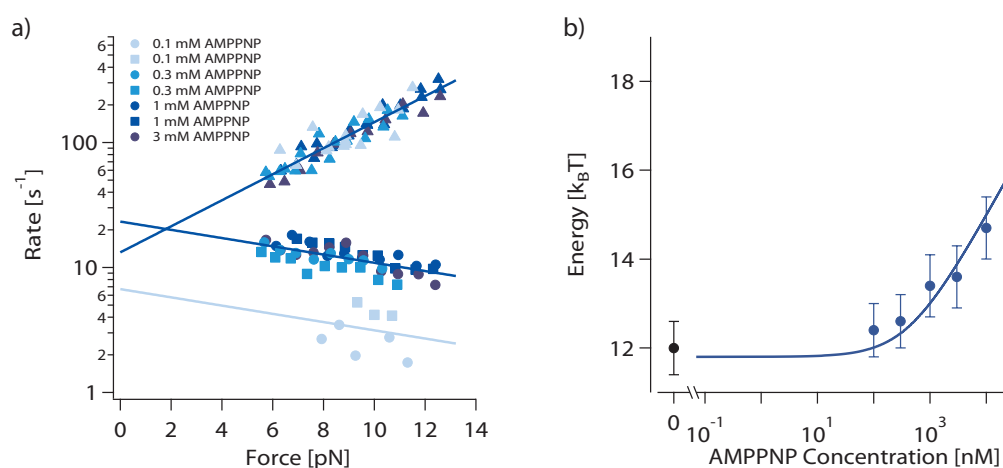 a)
0.1 mM AMPPNP
0.1 mM AMPPNP
0.3 mM AMPPNP
0.3 mM AMPPNP
1 mM AMPPNP
1 mM AMPPNP
3 mM AMPPNP
6
4
2
100
6
4
2
10
6
4
2
1
Rate [s⁻¹]
0 2 4 6 8 10 12 14
Force [pN]
b)
18
16
14
12
Energy [k_BT]
0 10⁻¹ 10¹ 10³
AMPPNP Concentration [nM]